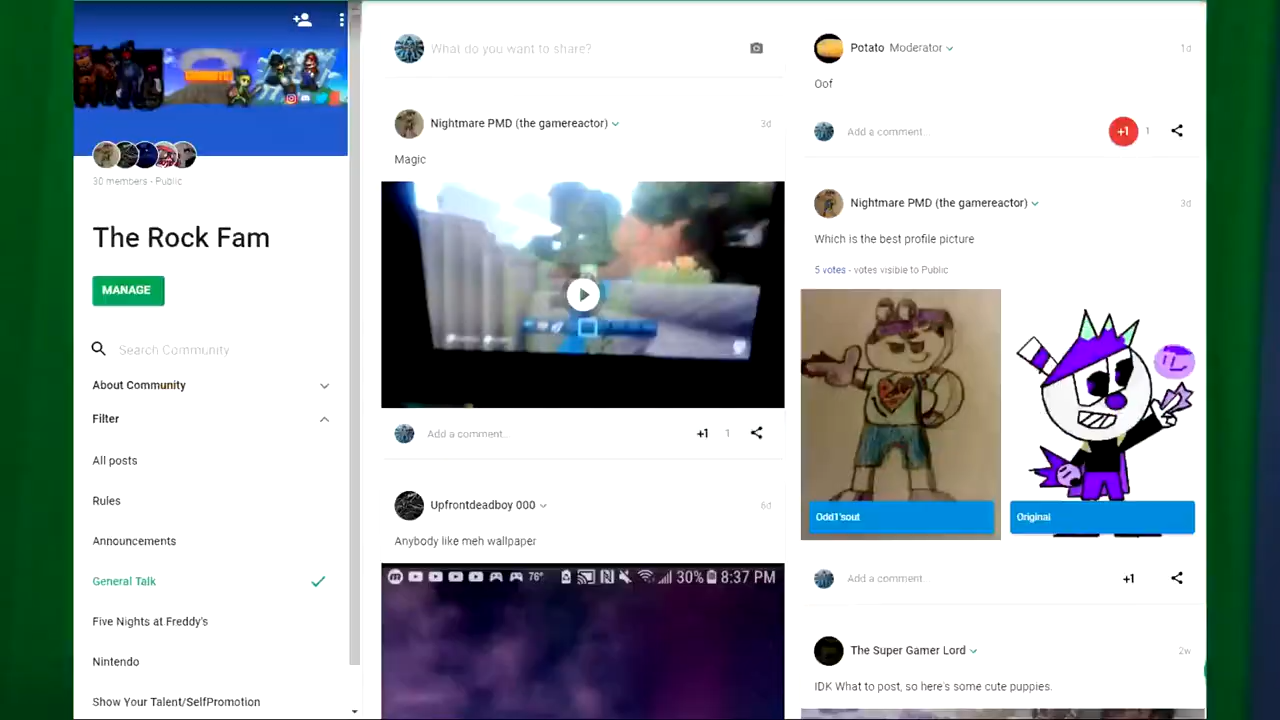 30 members - Public
The Rock Fam
MANAGE
Search Community
About Community
Filter
All posts
Rules
Announcements
General Talk
Five Nights at Freddy's
Nintendo
Show Your Talent/SelfPromotion
What do you want to share?
Nightmare PMD (the gamereactor)
3d
Magic
Add a comment...
+1
1
Upfrontdeadboy 000
6d
Anybody like meh wallpaper
76°
30%
8:37 PM
Potato Moderator
1d
Oof
Add a comment...
+1
1
Nightmare PMD (the gamereactor)
3d
Which is the best profile picture
5 votes - votes visible to Public
Odd1'sout
Original
Add a comment
+1
The Super Gamer Lord
2w
IDK What to post, so here's some cute puppies.